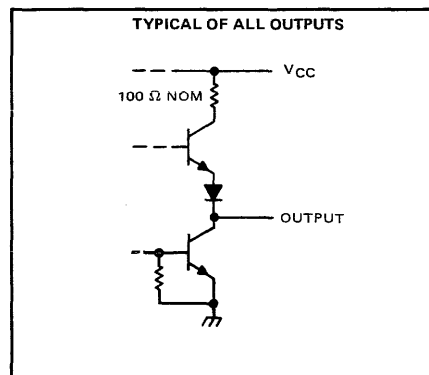 TYPICAL OF ALL OUTPUTS
VCC
100 Ω NOM
OUTPUT